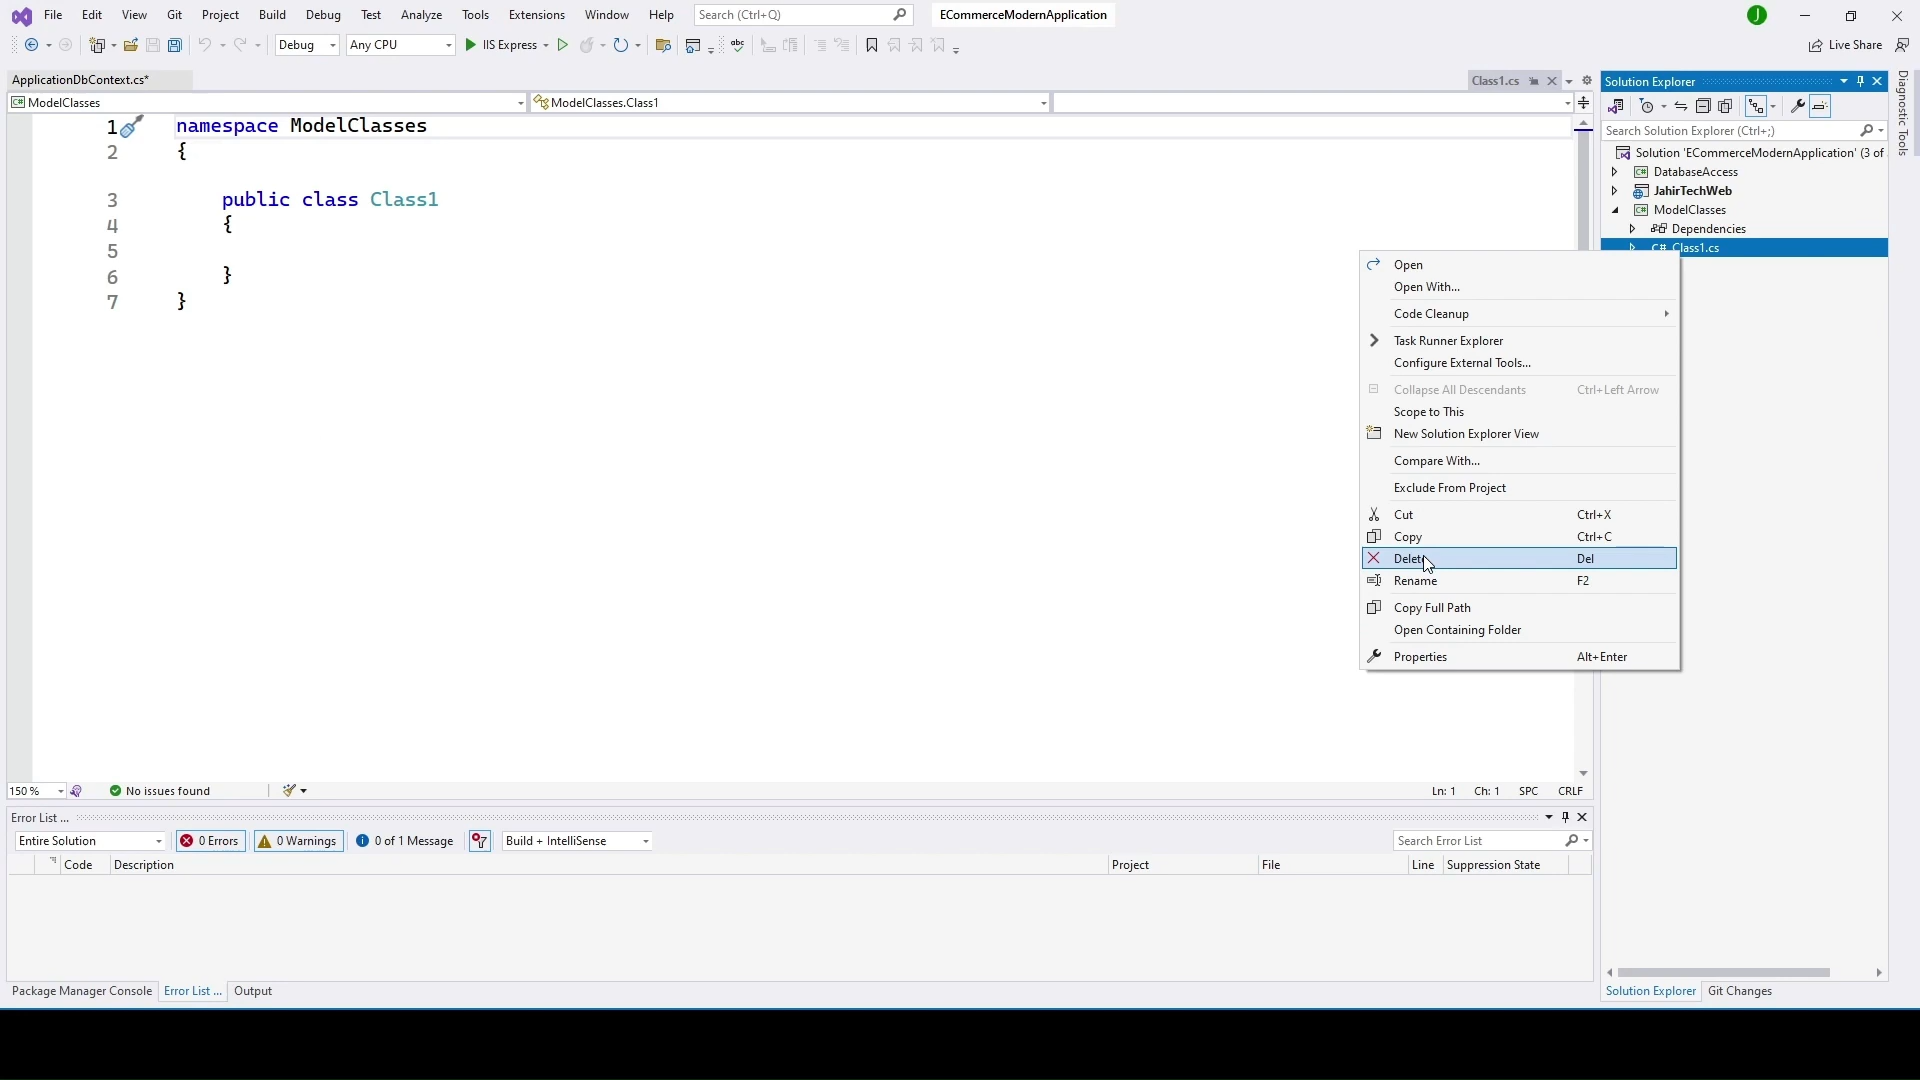 File Edit View Git Project Build Debug Test Analyze Tools Extensions Window Help Search (Ctrl+Q) ECommerceModernApplication J
Debug Any CPU IIS Express abc Live Share
ApplicationDbContext.cs* Class1.cs
ModelClasses ModelClasses.Class1
1 namespace ModelClasses
2 {
3 public class Class1
4 {
5
6 }
7 }
Solution Explorer
Search Solution Explorer (Ctrl+;)
Solution 'ECommerceModernApplication' (3 of
DatabaseAccess
JahirTechWeb
ModelClasses
Dependencies
C# Class1.cs
Diagnostic Tools
Open
Open With...
Code Cleanup
Task Runner Explorer
Configure External Tools...
Collapse All Descendants Ctrl+Left Arrow
Scope to This
New Solution Explorer View
Compare With...
Exclude From Project
Cut Ctrl+X
Copy Ctrl+C
Delete Del
Rename F2
Copy Full Path
Open Containing Folder
Properties Alt+Enter
150 % No issues found Ln: 1 Ch: 1 SPC CRLF
Error List ...
Entire Solution 0 Errors 0 Warnings 0 of 1 Message Build + IntelliSense Search Error List
Code Description Project File Line Suppression State
Package Manager Console Error List ... Output
Solution Explorer Git Changes